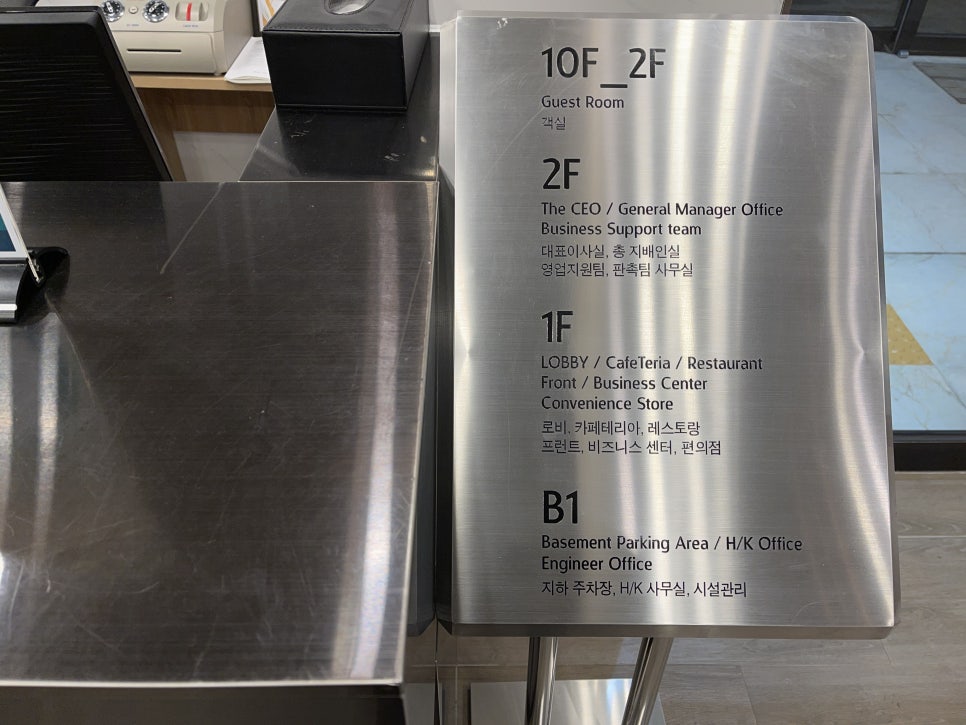 10F_2F
Guest Room
객실
2F
The CEO / General Manager Office
Business Support team
대표이사실, 총 지배인실
영업지원팀, 판촉팀 사무실
1F
LOBBY / CafeTeria / Restaurant
Front / Business Center
Convenience Store
로비, 카페테리아, 레스토랑
프런트, 비즈니스 센터, 편의점
B1
Basement Parking Area / H/K Office
Engineer Office
지하 주차장, H/K 사무실, 시설관리